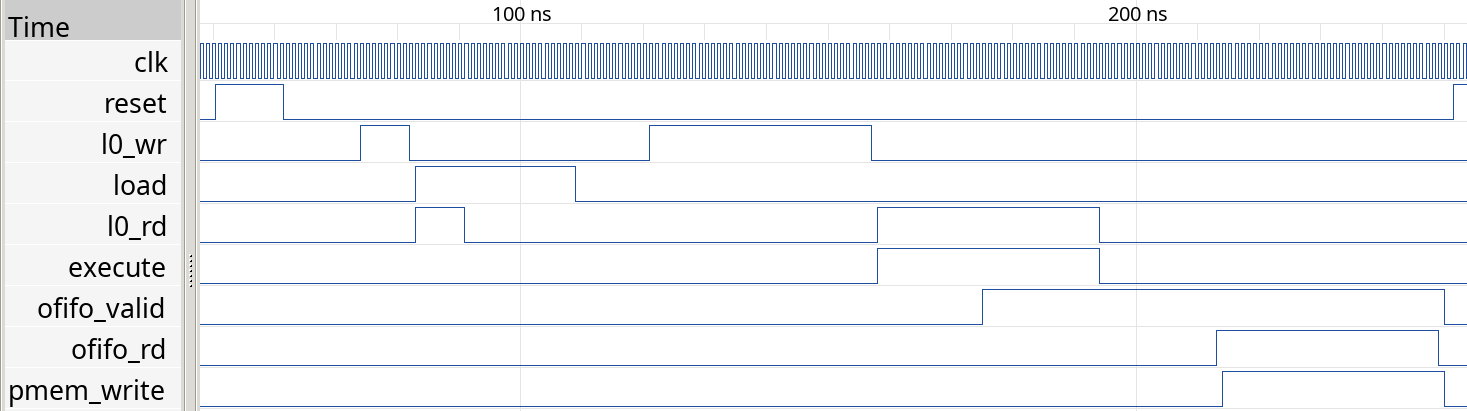 100 ns 200 ns
Time
clk
reset
l0_wr
load
l0_rd
execute
ofifo_valid
ofifo_rd
pmem_write